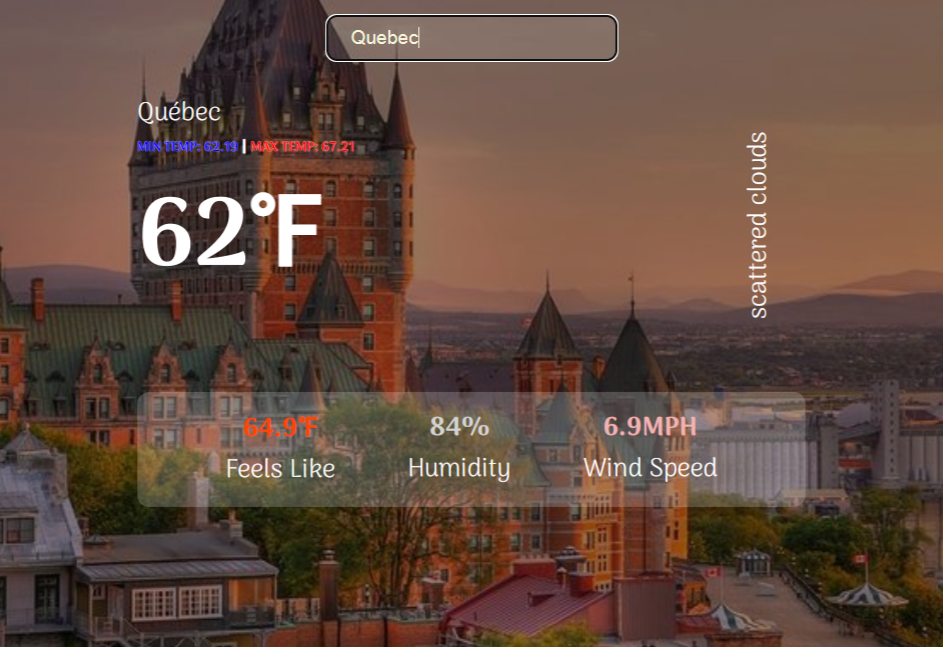 Quebec
Québec
MIN TEMP: 62.19 | MAX TEMP: 67.21
62°F
scattered clouds
64.9°F 84% 6.9MPH
Feels Like Humidity Wind Speed